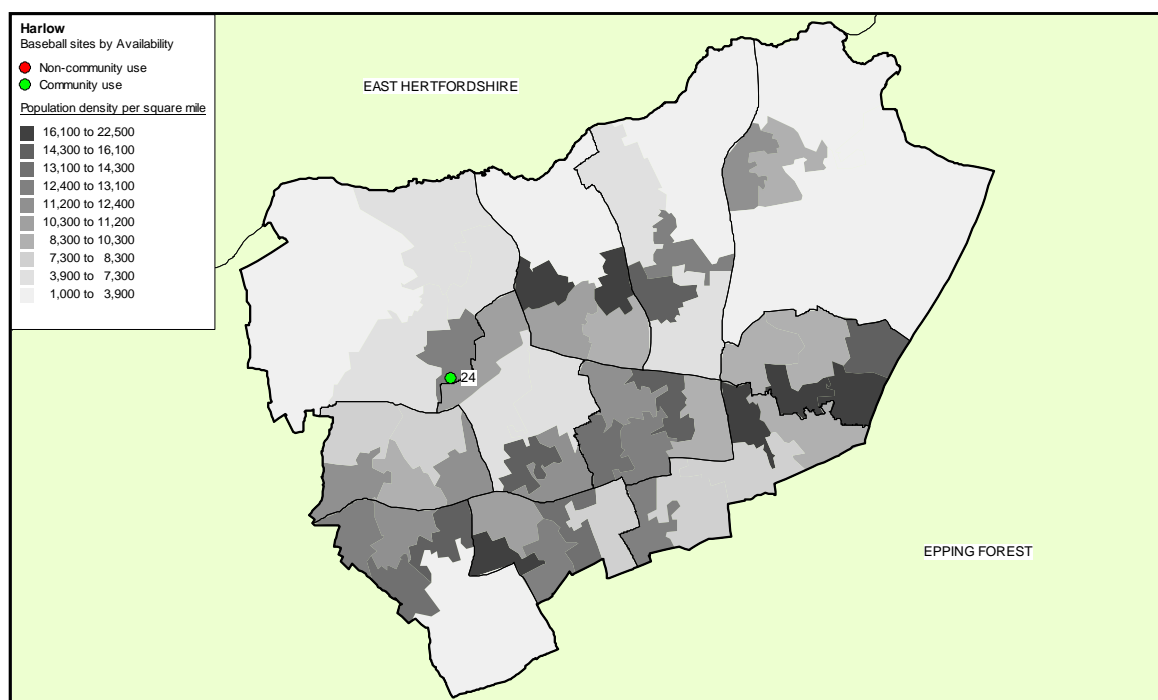 Harlow
Baseball sites by Availability
Non-community use
Community use
Population density per square mile
16,100 to 22,500
14,300 to 16,100
13,100 to 14,300
12,400 to 13,100
11,200 to 12,400
10,300 to 11,200
8,300 to 10,300
7,300 to 8,300
3,900 to 7,300
1,000 to 3,900
EAST HERTFORDSHIRE
24
EPPING FOREST